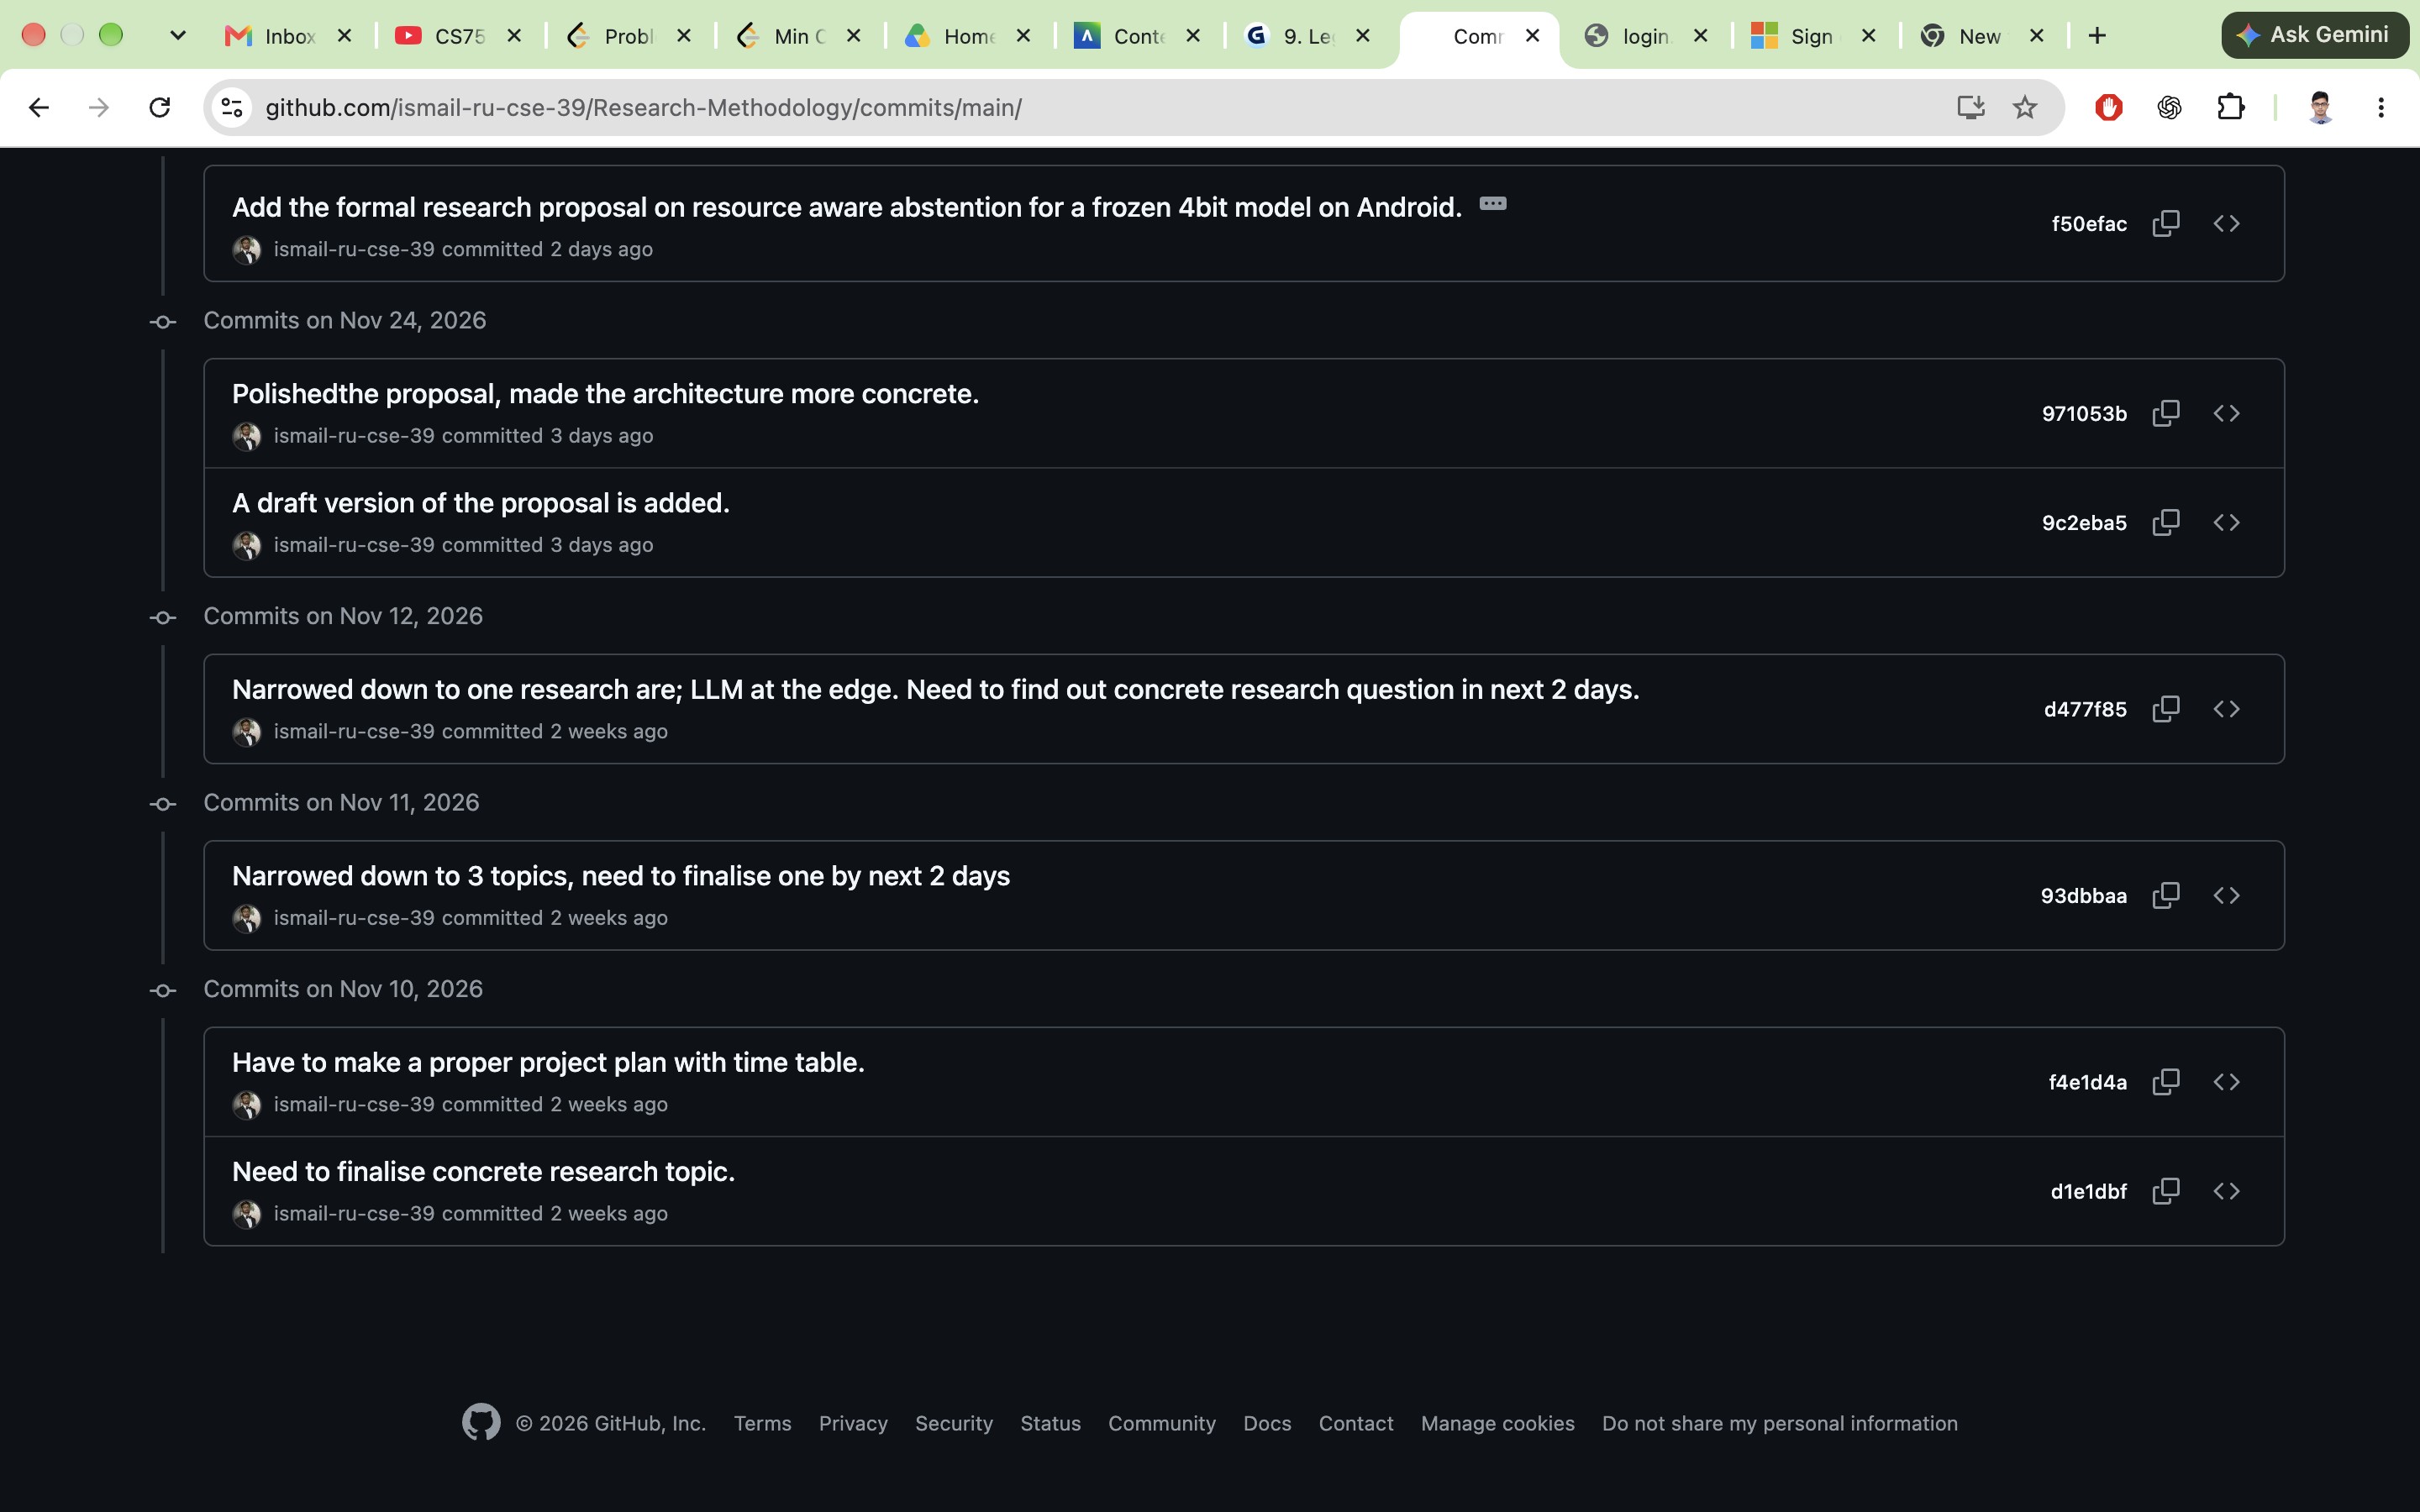 Inbox CS75 Probl Min C Home Conte 9. Le Comr login. Sign New Ask Gemini
github.com/ismail-ru-cse-39/Research-Methodology/commits/main/
Add the formal research proposal on resource aware abstention for a frozen 4bit model on Android.
f50efac
ismail-ru-cse-39 committed 2 days ago
Commits on Nov 24, 2026
Polishedthe proposal, made the architecture more concrete.
971053b
ismail-ru-cse-39 committed 3 days ago
A draft version of the proposal is added.
9c2eba5
ismail-ru-cse-39 committed 3 days ago
Commits on Nov 12, 2026
Narrowed down to one research are; LLM at the edge. Need to find out concrete research question in next 2 days.
d477f85
ismail-ru-cse-39 committed 2 weeks ago
Commits on Nov 11, 2026
Narrowed down to 3 topics, need to finalise one by next 2 days
93dbbaa
ismail-ru-cse-39 committed 2 weeks ago
Commits on Nov 10, 2026
Have to make a proper project plan with time table.
f4e1d4a
ismail-ru-cse-39 committed 2 weeks ago
Need to finalise concrete research topic.
d1e1dbf
ismail-ru-cse-39 committed 2 weeks ago
© 2026 GitHub, Inc. Terms Privacy Security Status Community Docs Contact Manage cookies Do not share my personal information